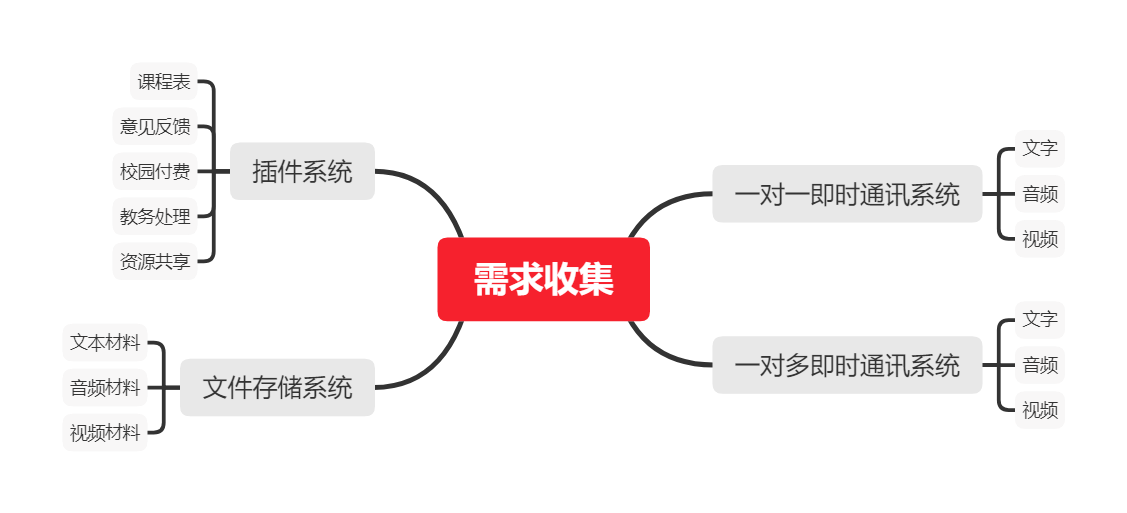 需求收集
插件系统
课程表
意见反馈
校园付费
教务处理
资源共享
文件存储系统
文本材料
音频材料
视频材料
一对一即时通讯系统
文字
音频
视频
一对多即时通讯系统
文字
音频
视频